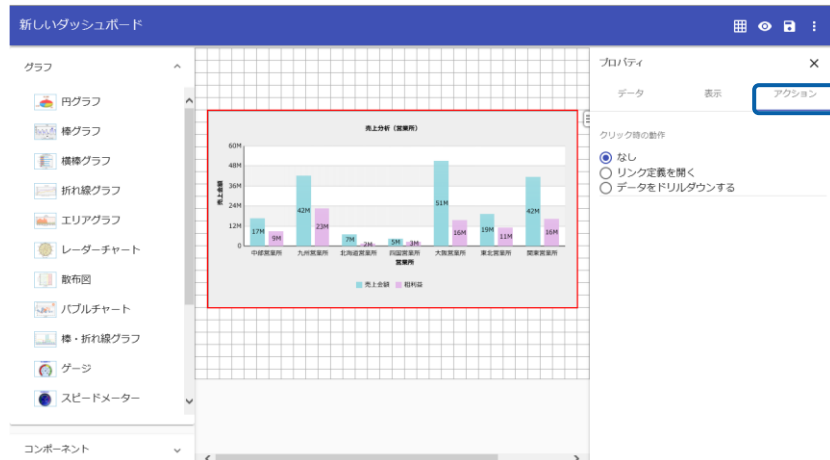 新しいダッシュボード
グラフ
円グラフ
棒グラフ
横棒グラフ
折れ線グラフ
エリアグラフ
レーダーチャート
散布図
バブルチャート
棒・折れ線グラフ
ゲージ
スピードメーター
コンポーネント
売上分析（営業所）
売上金額
60M
48M
36M
24M
12M
0
17M
9M
42M
23M
7M
2M
5M
3M
51M
16M
19M
11M
42M
16M
中部営業所 九州営業所 北海道営業所 四国営業所 大阪営業所 東北営業所 関東営業所
営業所
売上金額 粗利益
プロパティ
データ 表示 アクション
クリック時の動作
なし
リンク定義を開く
データをドリルダウンする